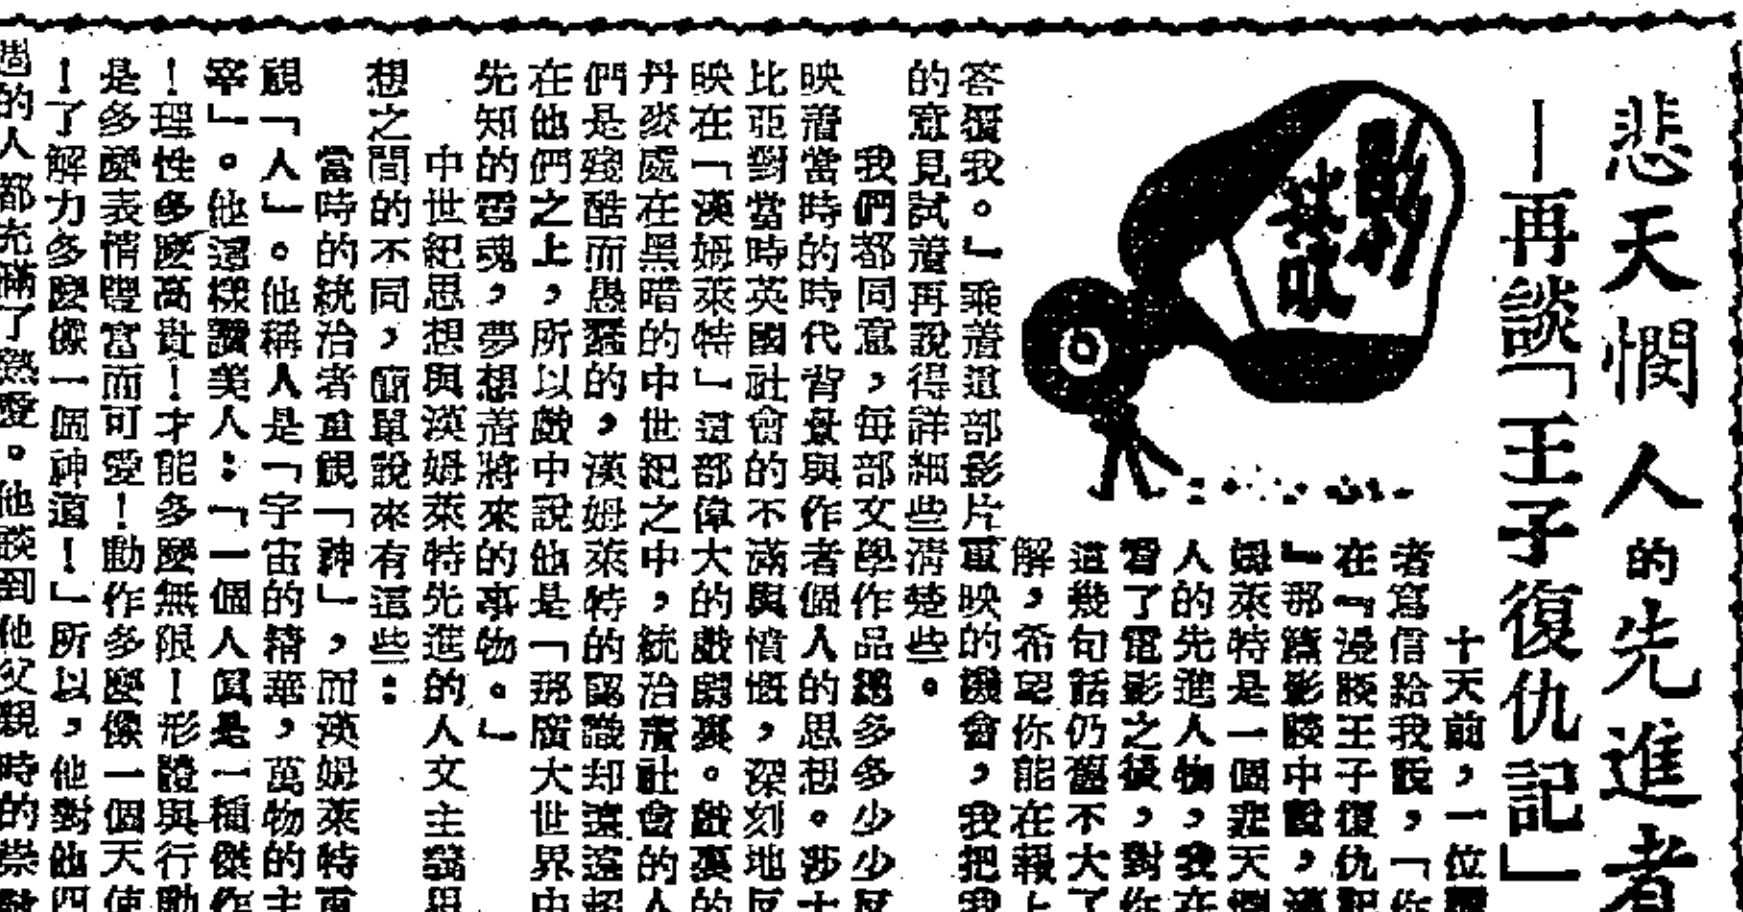 悲天憫人的先進者
—再談「王子復仇記」
影
十天前，一位讀
者寫信給我說，「你
在『漫談王子復仇記
』那篇影談中說，漢
姆萊特是一個悲天憫
人的先進人物，我在
看了電影之後，對你
這幾句話仍舊不大了
解，希望你能在報上
答覆我。」乘着這部影片重映的機會，我把我
的意見試着再說得詳細些清楚些。
我們都同意，每部文學作品總多多少少反
映着當時的時代背景與作者個人的思想。莎士
比亞對當時英國社會的不滿與憤慨，深刻地反
映在「漢姆萊特」這部偉大的戲劇裏。戲裏的
丹麥處在黑暗的中世紀之中，統治着社會的人
們是殘酷而愚蠢的，漢姆萊特的認識却遠遠超
在他們之上，所以戲中說他是「那廣大世界中
先知的靈魂，夢想着將來的事物。」
中世紀思想與漢姆萊特先進的人文主義思
想之間的不同，簡單說來有這些：
當時的統治者重視「神」，而漢姆萊特重
視「人」。他稱人是「宇宙的精華，萬物的主
宰」。他這樣讚美人：「一個人真是一種傑作
！理性多麼高貴！才能多麼無限！形體與行動
是多麼表情豐富而可愛！動作多麼像一個天使
！了解力多麼像一個神道！」所以，他對他四
週的人都充滿了熱愛。他談到他父親時的崇敬